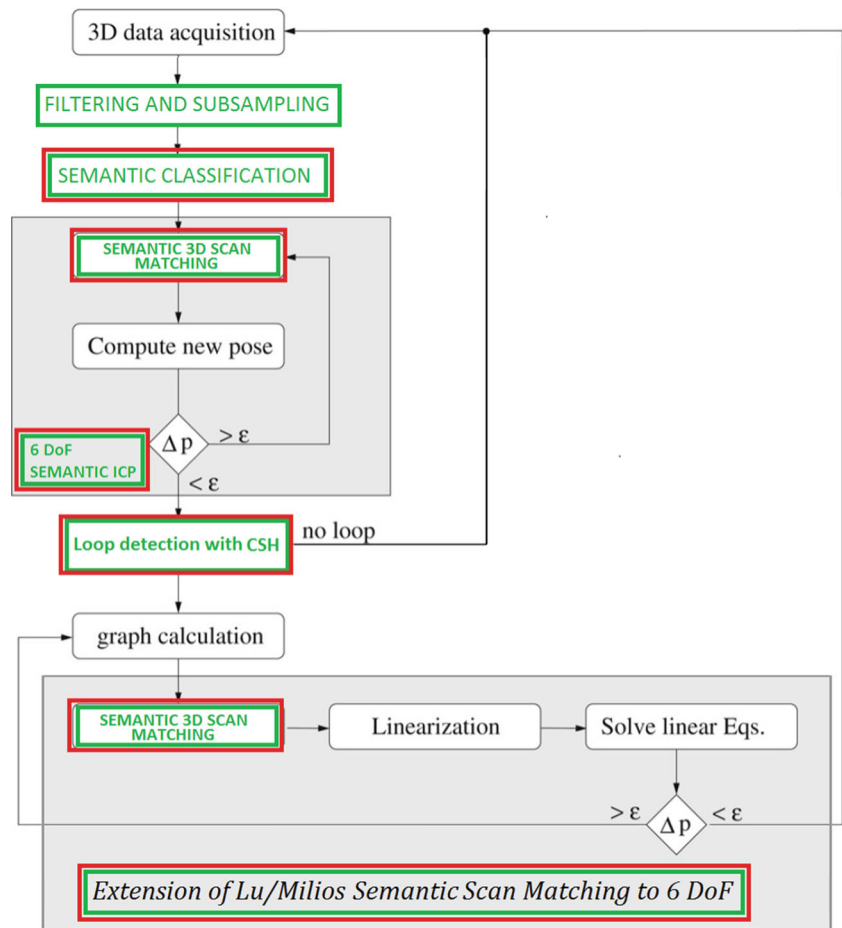 3D data acquisition
FILTERING AND SUBSAMPLING
SEMANTIC CLASSIFICATION
SEMANTIC 3D SCAN
MATCHING
Compute new pose
Δp
> ε
6 DoF
SEMANTIC ICP
< ε
Loop detection with CSH
no loop
graph calculation
SEMANTIC 3D SCAN
MATCHING
Linearization
Solve linear Eqs.
> ε
Δp
< ε
Extension of Lu/Milios Semantic Scan Matching to 6 DoF